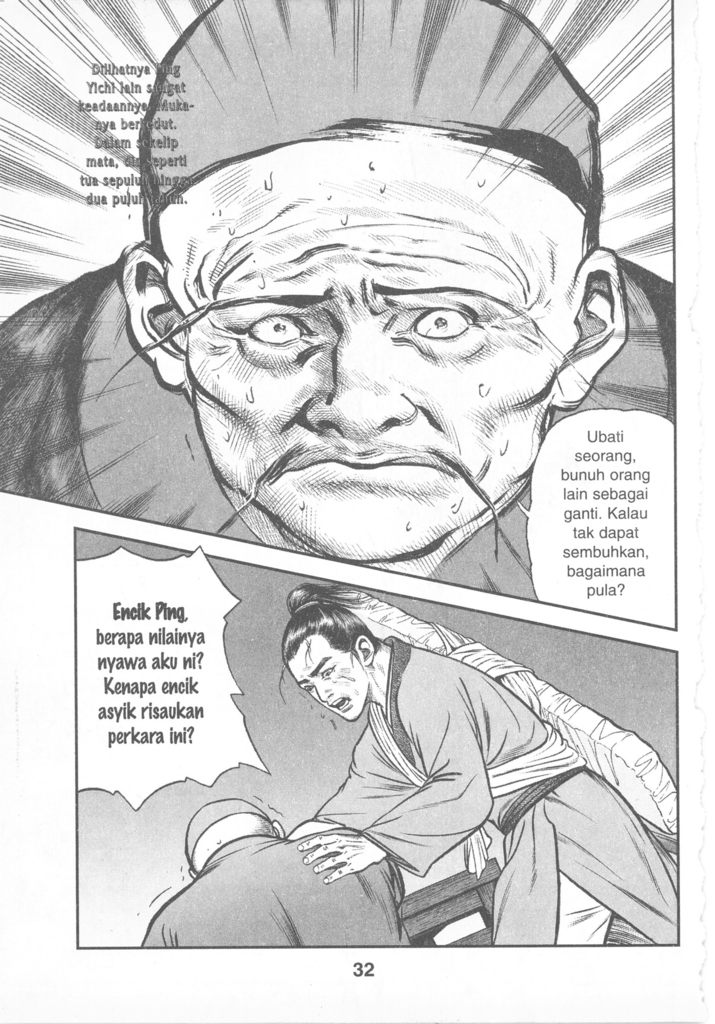 Dilihatnya Ping
Yichi lain sangat
keadaannya. Muka-
nya berkedut.
Dalam sekelip
mata, dia seperti
tua sepuluh hingga
dua puluh tahun.
Ubati
seorang,
bunuh orang
lain sebagai
ganti. Kalau
tak dapat
sembuhkan,
bagaimana
pula?
Encik Ping,
berapa nilainya
nyawa aku ni?
Kenapa encik
asyik risaukan
perkara ini?
32